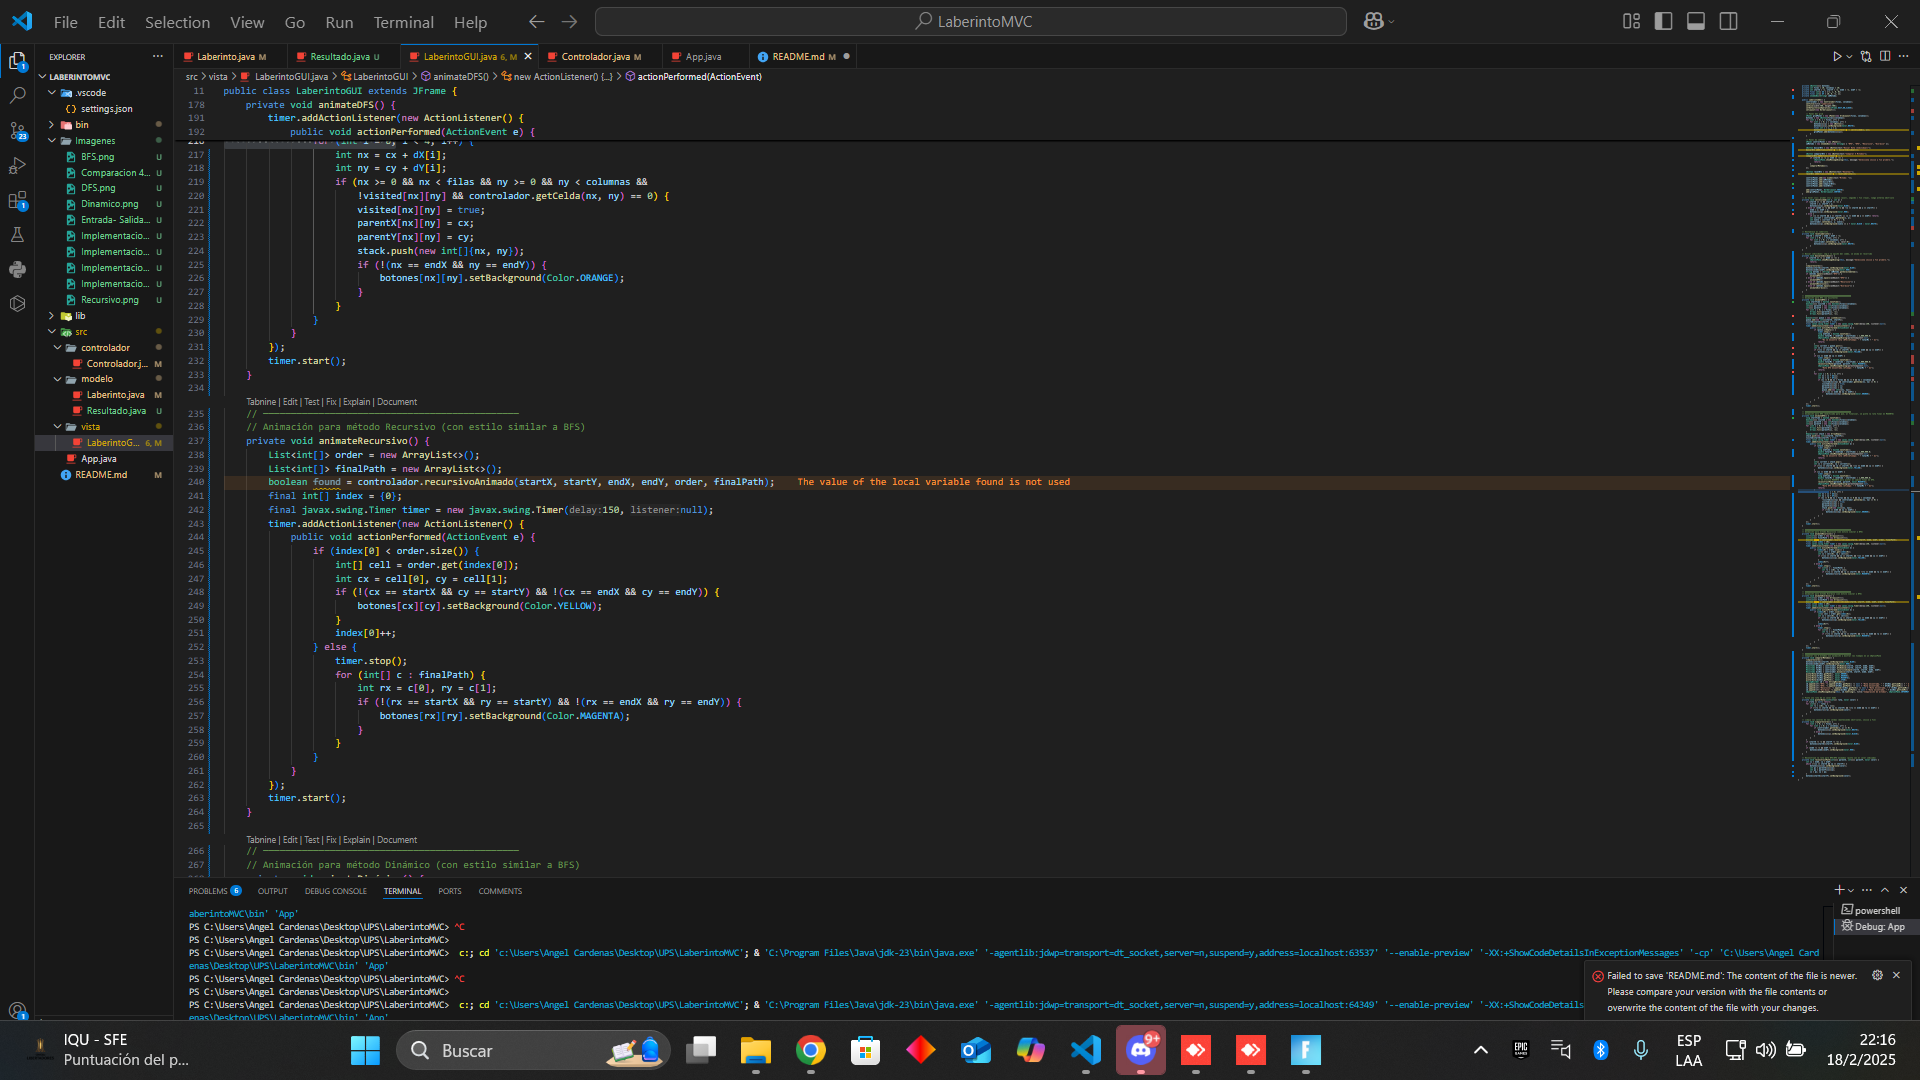 File Edit Selection View Go Run Terminal Help
LaberintoMVC
EXPLORER
LABERINTOMVC
.vscode
settings.json
bin
Imagenes
BFS.png U
Comparacion 4... U
DFS.png U
Dinamico.png U
Entrada- Salida... U
Implementacio... U
Implementacio... U
Implementacio... U
Implementacio... U
Recursivo.png U
lib
src
controlador
Controlador.j... M
modelo
Laberinto.java M
Resultado.java U
vista
LaberintoG... 6, M
App.java
README.md M
Laberinto.java M
Resultado.java U
LaberintoGUI.java 6, M
Controlador.java M
App.java
README.md M
src > vista > LaberintoGUI.java > LaberintoGUI > animateDFS() > new ActionListener() {...} > actionPerformed(ActionEvent)
11 public class LaberintoGUI extends JFrame {
178 private void animateDFS() {
191 timer.addActionListener(new ActionListener() {
192 public void actionPerformed(ActionEvent e) {
216 for (int i = 0; i < 4; i++) {
217 int nx = cx + dX[i];
218 int ny = cy + dY[i];
219 if (nx >= 0 && nx < filas && ny >= 0 && ny < columnas &&
220 !visited[nx][ny] && controlador.getCelda(nx, ny) == 0) {
221 visited[nx][ny] = true;
222 parentX[nx][ny] = cx;
223 parentY[nx][ny] = cy;
224 stack.push(new int[]{nx, ny});
225 if (!(nx == endX && ny == endY)) {
226 botones[nx][ny].setBackground(Color.ORANGE);
227 }
228 }
229 }
230 }
231 });
232 timer.start();
233 }
234
Tabnine | Edit | Test | Fix | Explain | Document
235 // ──────────────────────────────
236 // Animación para método Recursivo (con estilo similar a BFS)
237 private void animateRecursivo() {
238 List<int[]> order = new ArrayList<>();
239 List<int[]> finalPath = new ArrayList<>();
240 boolean found = controlador.recursivoAnimado(startX, startY, endX, endY, order, finalPath); The value of the local variable found is not used
241 final int[] index = {0};
242 final javax.swing.Timer timer = new javax.swing.Timer(delay:150, listener:null);
243 timer.addActionListener(new ActionListener() {
244 public void actionPerformed(ActionEvent e) {
245 if (index[0] < order.size()) {
246 int[] cell = order.get(index[0]);
247 int cx = cell[0], cy = cell[1];
248 if (!(cx == startX && cy == startY) && !(cx == endX && cy == endY)) {
249 botones[cx][cy].setBackground(Color.YELLOW);
250 }
251 index[0]++;
252 } else {
253 timer.stop();
254 for (int[] c : finalPath) {
255 int rx = c[0], ry = c[1];
256 if (!(rx == startX && ry == startY) && !(rx == endX && ry == endY)) {
257 botones[rx][ry].setBackground(Color.MAGENTA);
258 }
259 }
260 }
261 }
262 });
263 timer.start();
264 }
265
Tabnine | Edit | Test | Fix | Explain | Document
266 // ──────────────────────────────
267 // Animación para método Dinámico (con estilo similar a BFS)
PROBLEMS 6 OUTPUT DEBUG CONSOLE TERMINAL PORTS COMMENTS
powershell
Debug: App
aberintoMVC\bin' 'App'
PS C:\Users\Angel Cardenas\Desktop\UPS\LaberintoMVC> ^C
PS C:\Users\Angel Cardenas\Desktop\UPS\LaberintoMVC>
PS C:\Users\Angel Cardenas\Desktop\UPS\LaberintoMVC> c:; cd 'c:\Users\Angel Cardenas\Desktop\UPS\LaberintoMVC'; & 'C:\Program Files\Java\jdk-23\bin\java.exe' '-agentlib:jdwp=transport=dt_socket,server=n,suspend=y,address=localhost:63537' '--enable-preview' '-XX:+ShowCodeDetailsInExceptionMessages' '-cp' 'C:\Users\Angel Card
enas\Desktop\UPS\LaberintoMVC\bin' 'App'
PS C:\Users\Angel Cardenas\Desktop\UPS\LaberintoMVC> ^C
PS C:\Users\Angel Cardenas\Desktop\UPS\LaberintoMVC>
PS C:\Users\Angel Cardenas\Desktop\UPS\LaberintoMVC> c:; cd 'c:\Users\Angel Cardenas\Desktop\UPS\LaberintoMVC'; & 'C:\Program Files\Java\jdk-23\bin\java.exe' '-agentlib:jdwp=transport=dt_socket,server=n,suspend=y,address=localhost:64349' '--enable-preview' '-XX:+ShowCodeDetails
enas\Desktop\UPS\LaberintoMVC\bin' 'App'
Failed to save 'README.md': The content of the file is newer.
Please compare your version with the file contents or
overwrite the content of the file with your changes.
IQU - SFE
Puntuación del p...
Buscar
9+
EPIC GAMES
ESP
LAA
22:16
18/2/2025